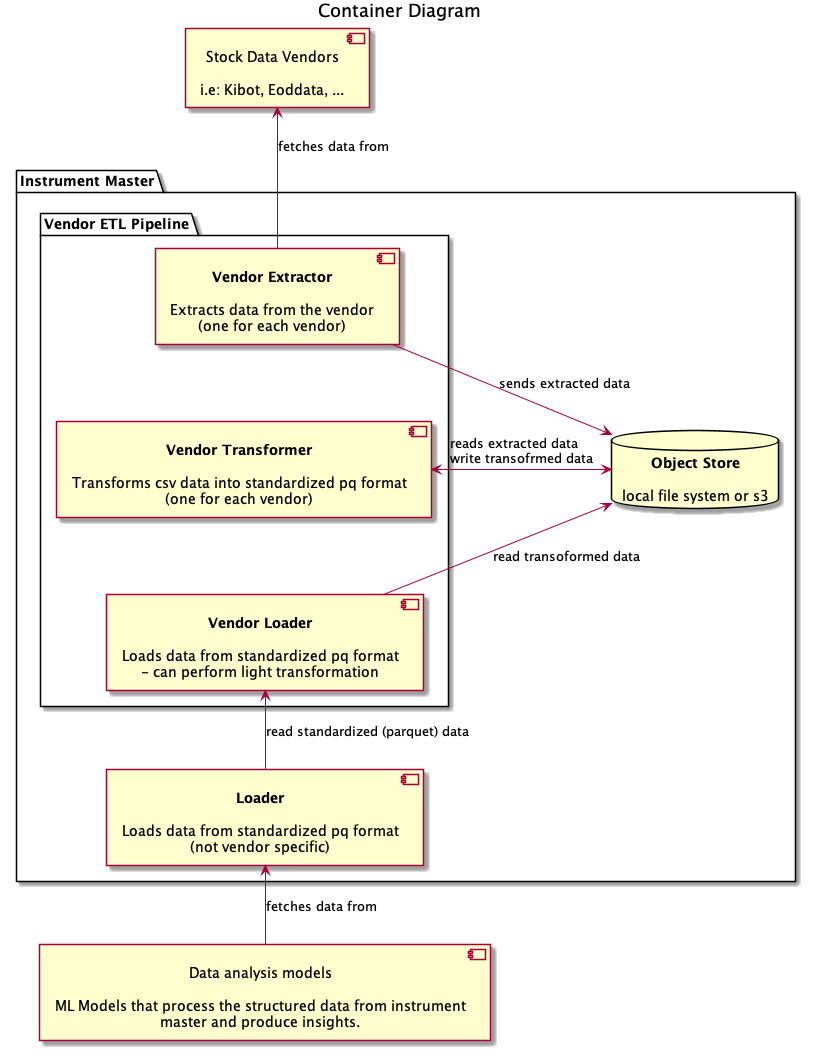 Container Diagram
Stock Data Vendors
i.e: Kibot, Eoddata, ...
fetches data from
Instrument Master
Vendor ETL Pipeline
Vendor Extractor
Extracts data from the vendor
(one for each vendor)
sends extracted data
Vendor Transformer
Transforms csv data into standardized pq format
(one for each vendor)
reads extracted data
write transofrmed data
Object Store
local file system or s3
read transoformed data
Vendor Loader
Loads data from standardized pq format
- can perform light transformation
read standardized (parquet) data
Loader
Loads data from standardized pq format
(not vendor specific)
fetches data from
Data analysis models
ML Models that process the structured data from instrument
master and produce insights.